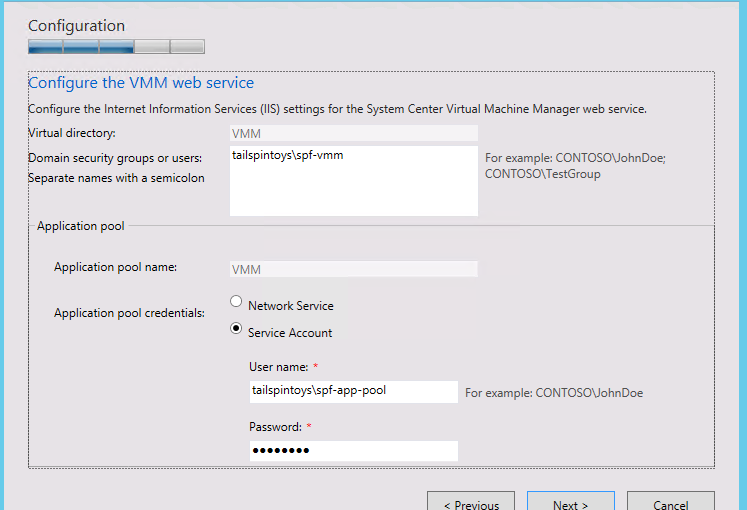 Configuration
Configure the VMM web service
Configure the Internet Information Services (IIS) settings for the System Center Virtual Machine Manager web service.
Virtual directory: VMM
Domain security groups or users: tailspintoys\spf-vmm For example: CONTOSO\JohnDoe;
Separate names with a semicolon CONTOSO\TestGroup
Application pool
Application pool name: VMM
Application pool credentials: Network Service
Service Account
User name: *
tailspintoys\spf-app-pool For example: CONTOSO\JohnDoe
Password: *
●●●●●●●●
< Previous Next > Cancel